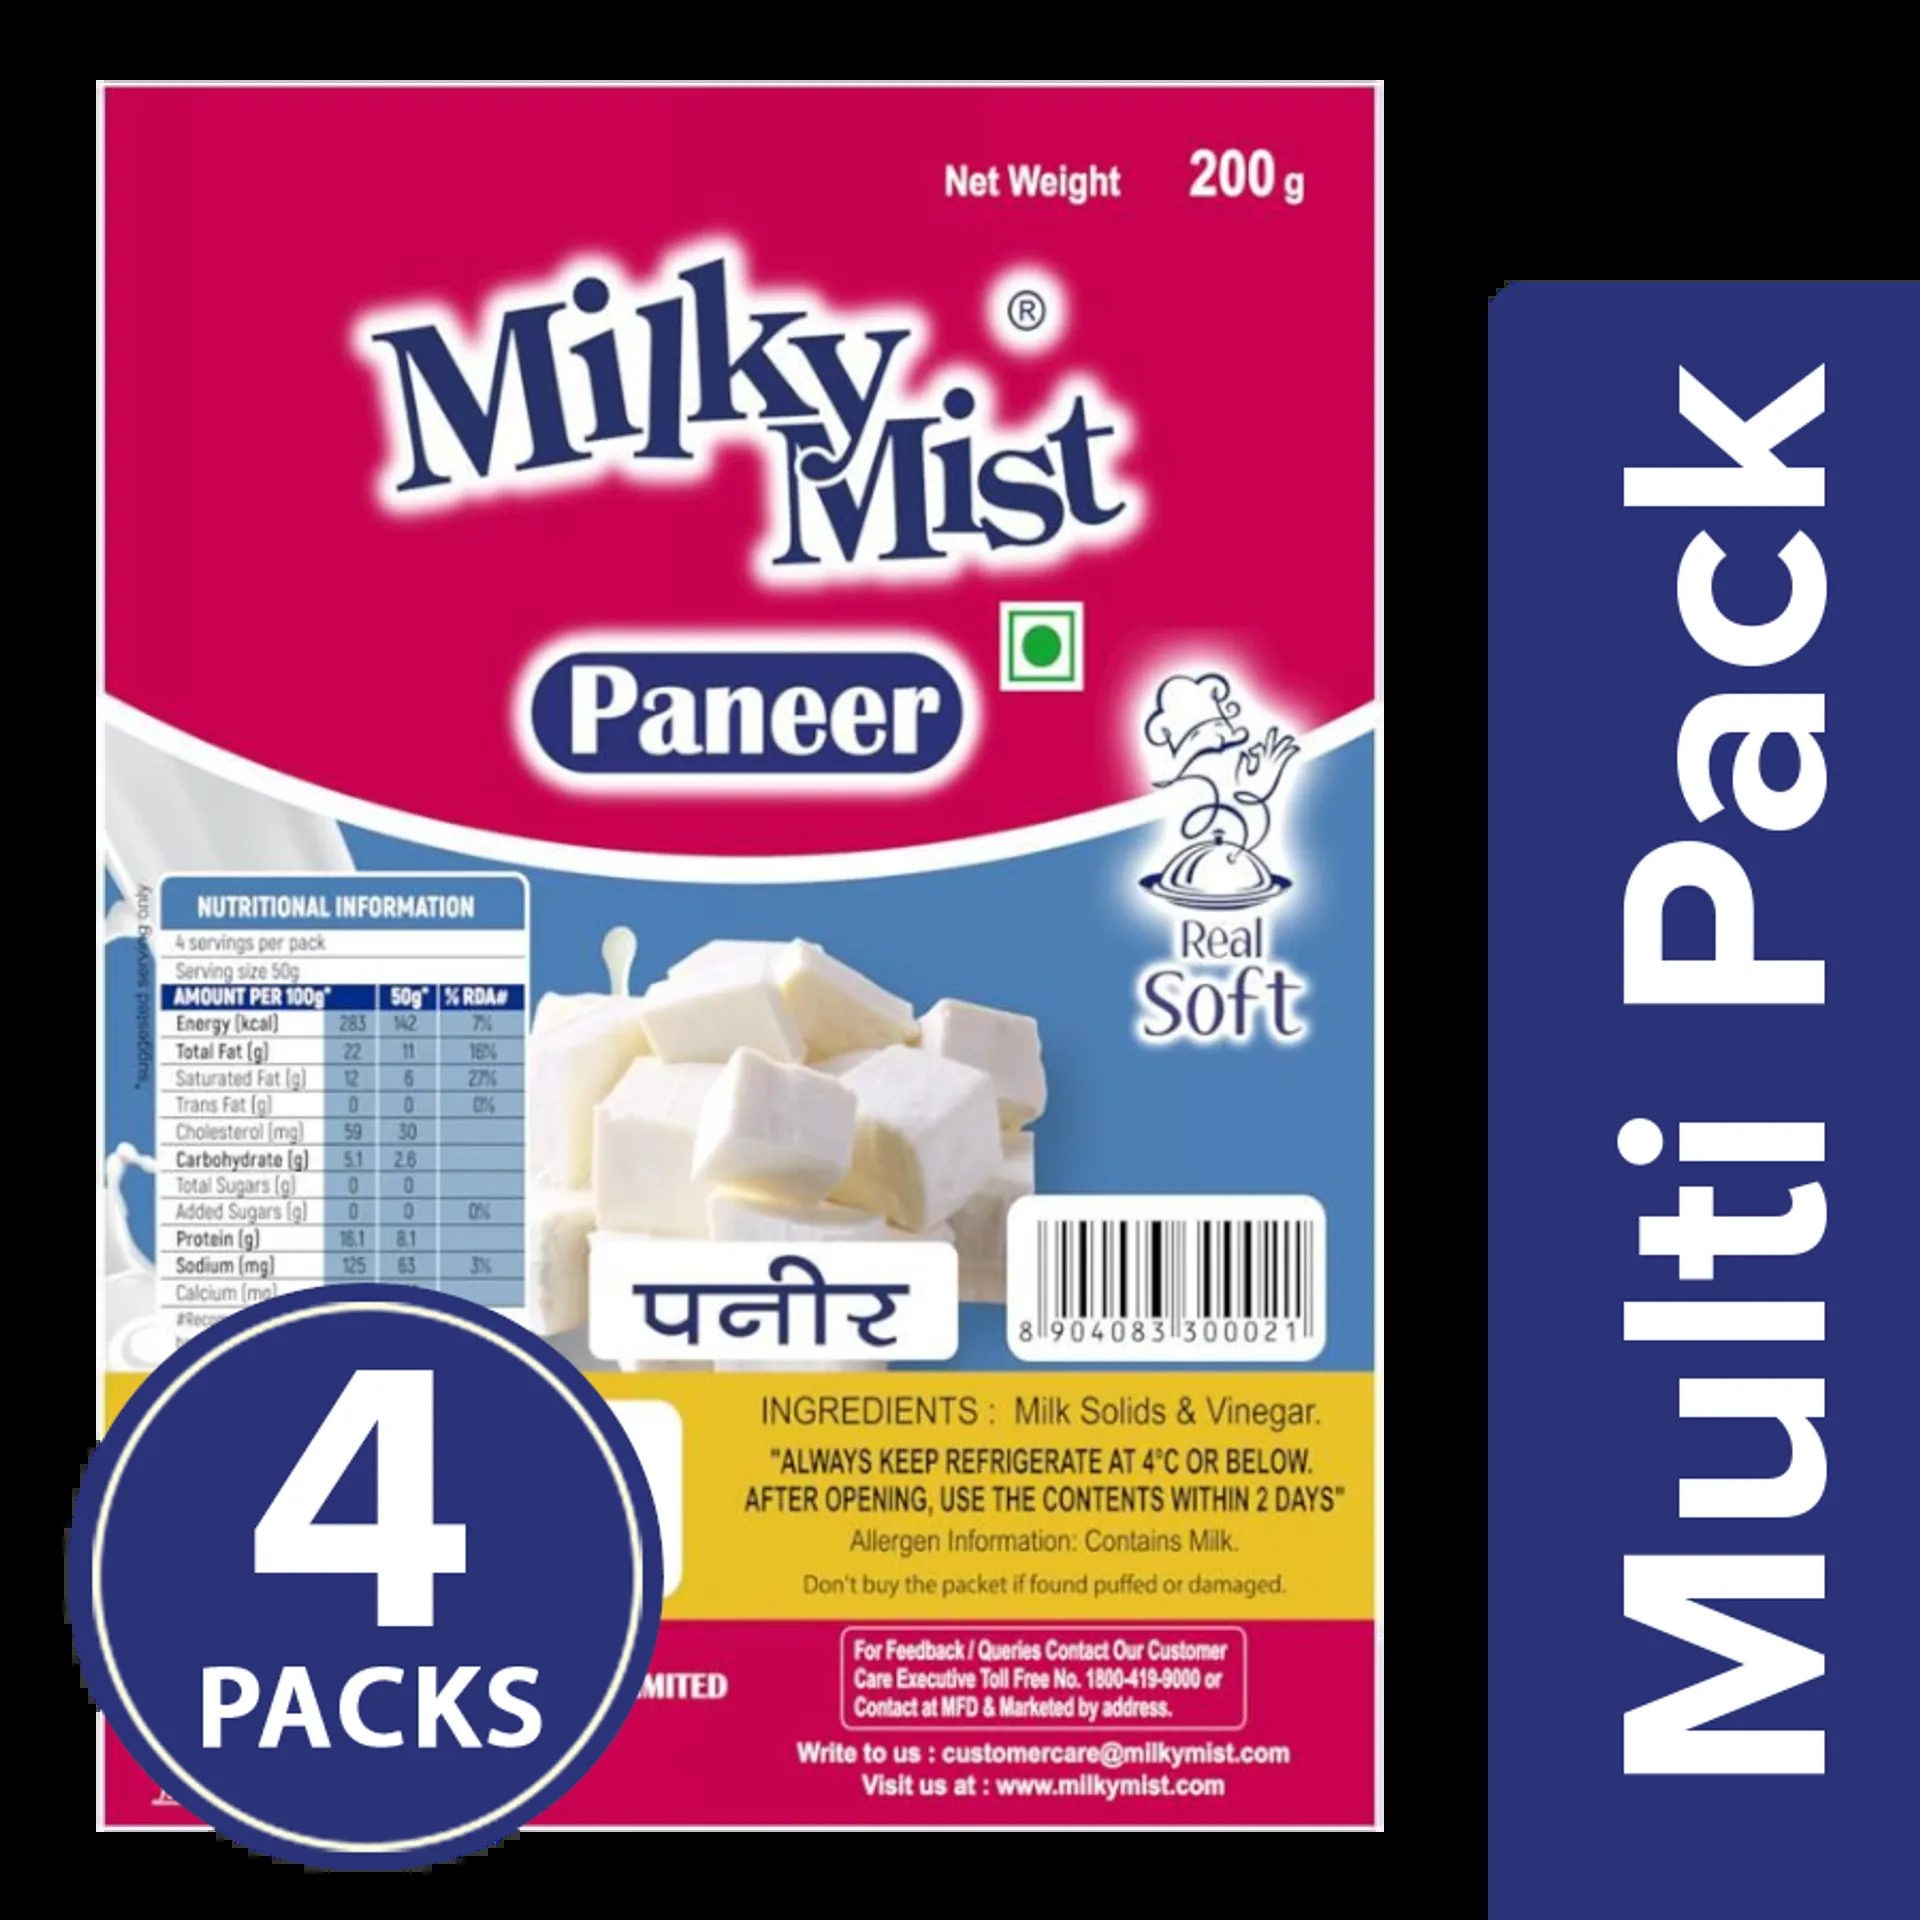 Net Weight 200 g
Milky
Mist
®
Paneer
Real
Soft
*suggested serving only
NUTRITIONAL INFORMATION
4 servings per pack
Serving size 50g
AMOUNT PER 100g* 50g* % RDA#
Energy (kcal) 283 142 7%
Total Fat (g) 22 11 16%
Saturated Fat (g) 12 6 27%
Trans Fat (g) 0 0 0%
Cholesterol (mg) 59 30
Carbohydrate (g) 5.1 2.6
Total Sugars (g) 0 0
Added Sugars (g) 0 0 0%
Protein (g) 16.1 8.1
Sodium (mg) 125 63 3%
Calcium (mg)
पनीर
8 904083 300021
INGREDIENTS : Milk Solids & Vinegar.
"ALWAYS KEEP REFRIGERATE AT 4°C OR BELOW.
AFTER OPENING, USE THE CONTENTS WITHIN 2 DAYS"
Allergen Information: Contains Milk.
Don't buy the packet if found puffed or damaged.
For Feedback / Queries Contact Our Customer
Care Executive Toll Free No. 1800-419-9000 or
Contact at MFD & Marketed by address.
Write to us : customercare@milkymist.com
Visit us at : www.milkymist.com
4
PACKS
Multi Pack